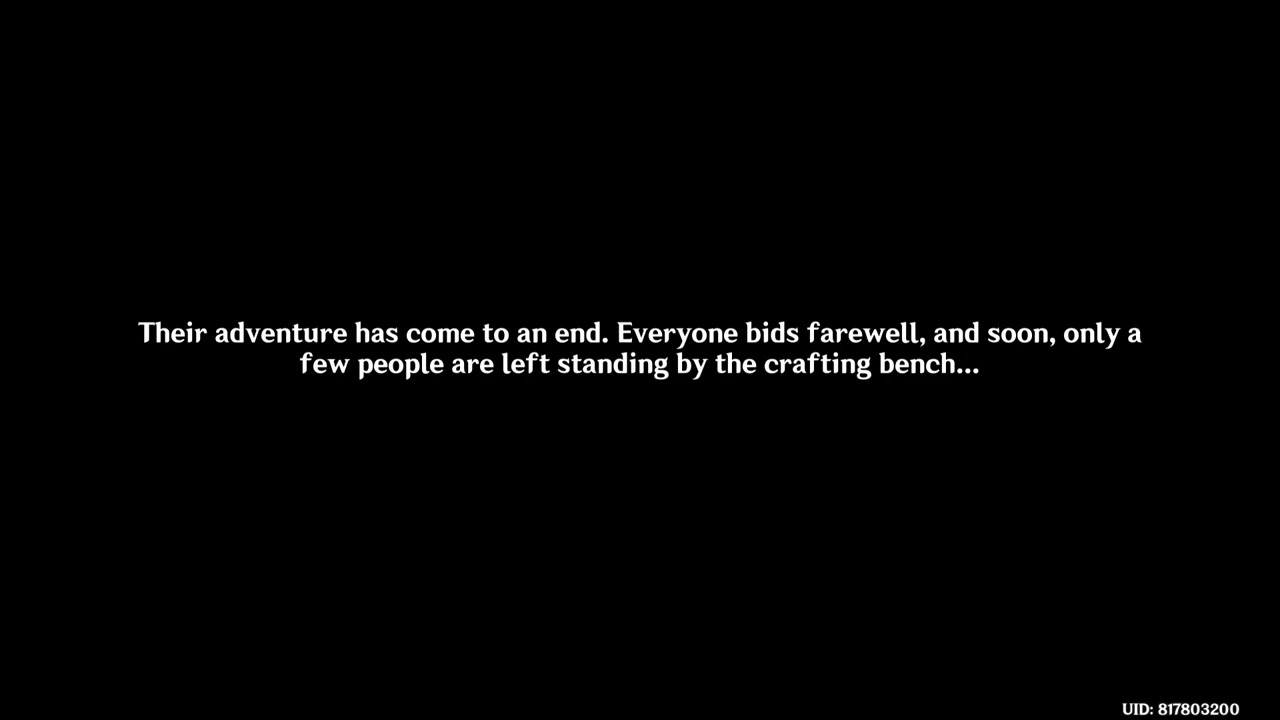 Their adventure has come to an end. Everyone bids farewell, and soon, only a
few people are left standing by the crafting bench...
UID: 817803200